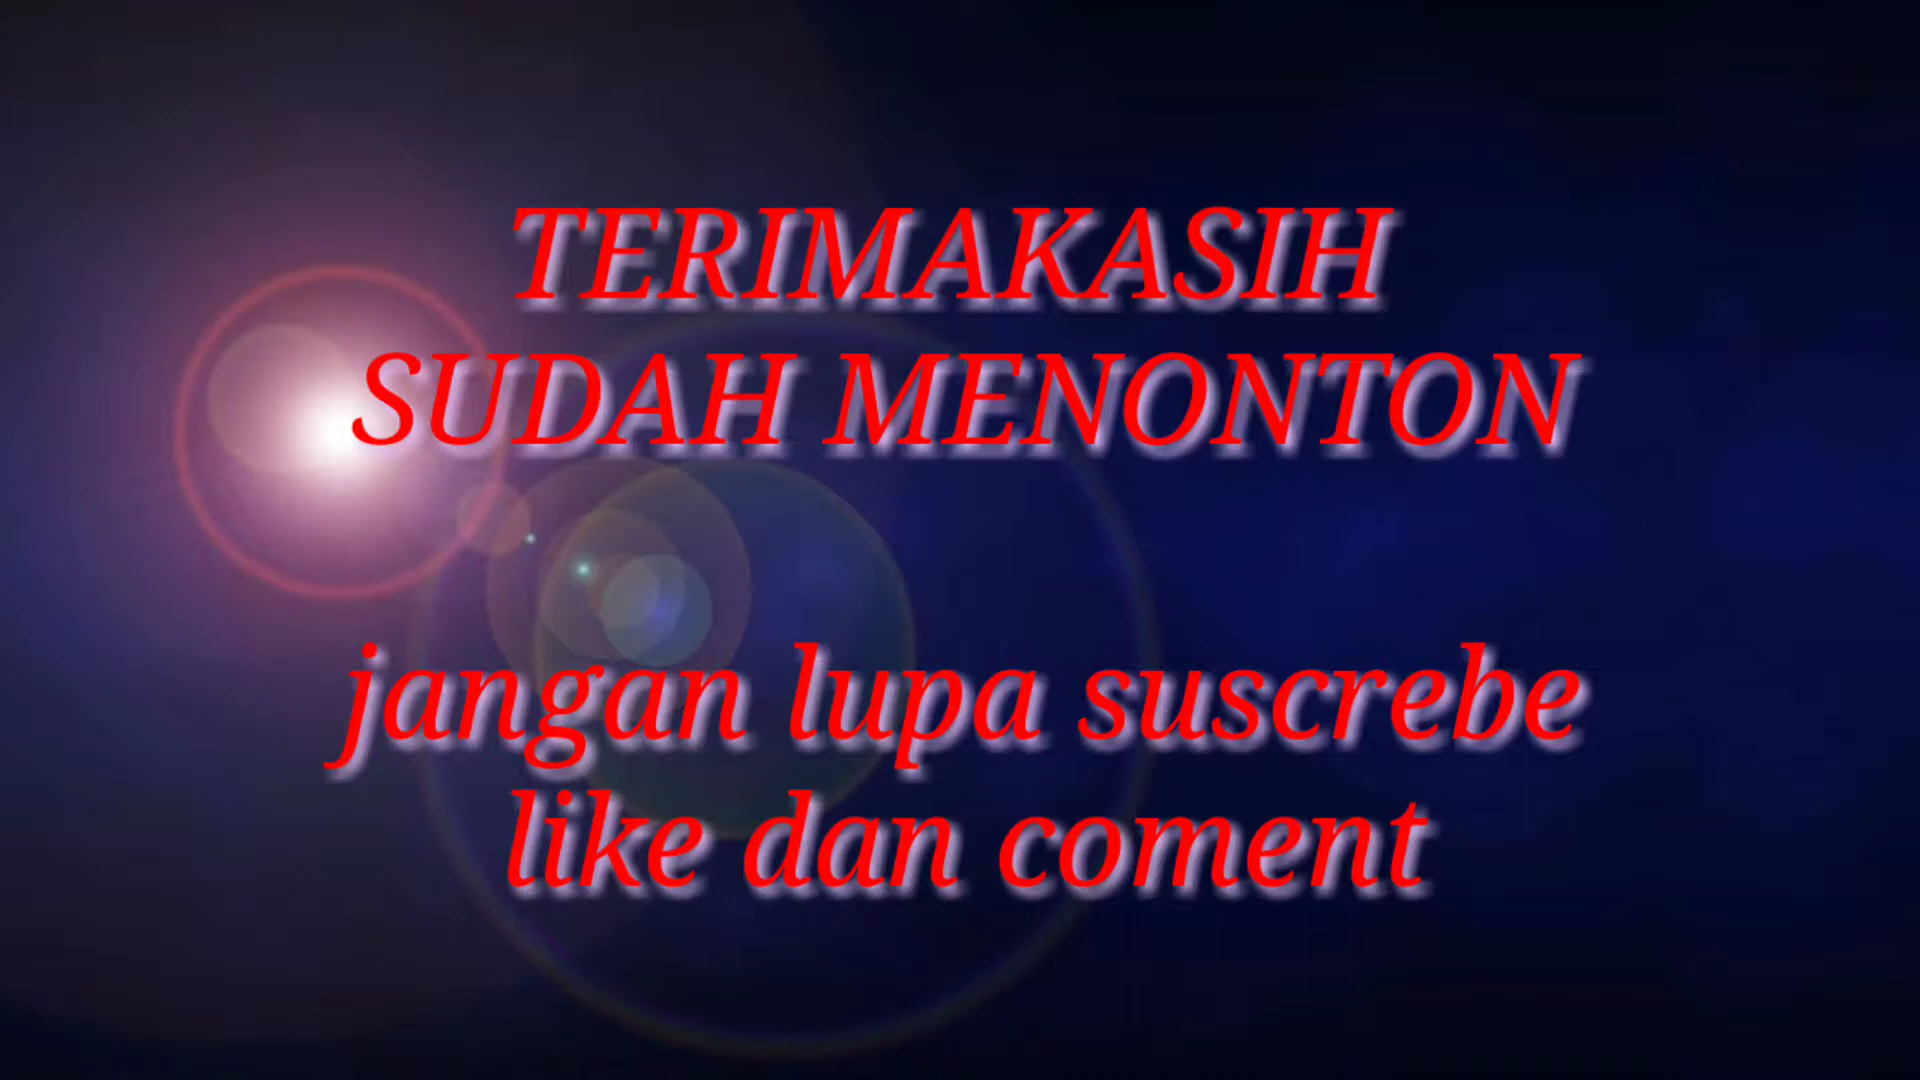 TERIMAKASIH
SUDAH MENONTON
jangan lupa suscrebe
like dan coment